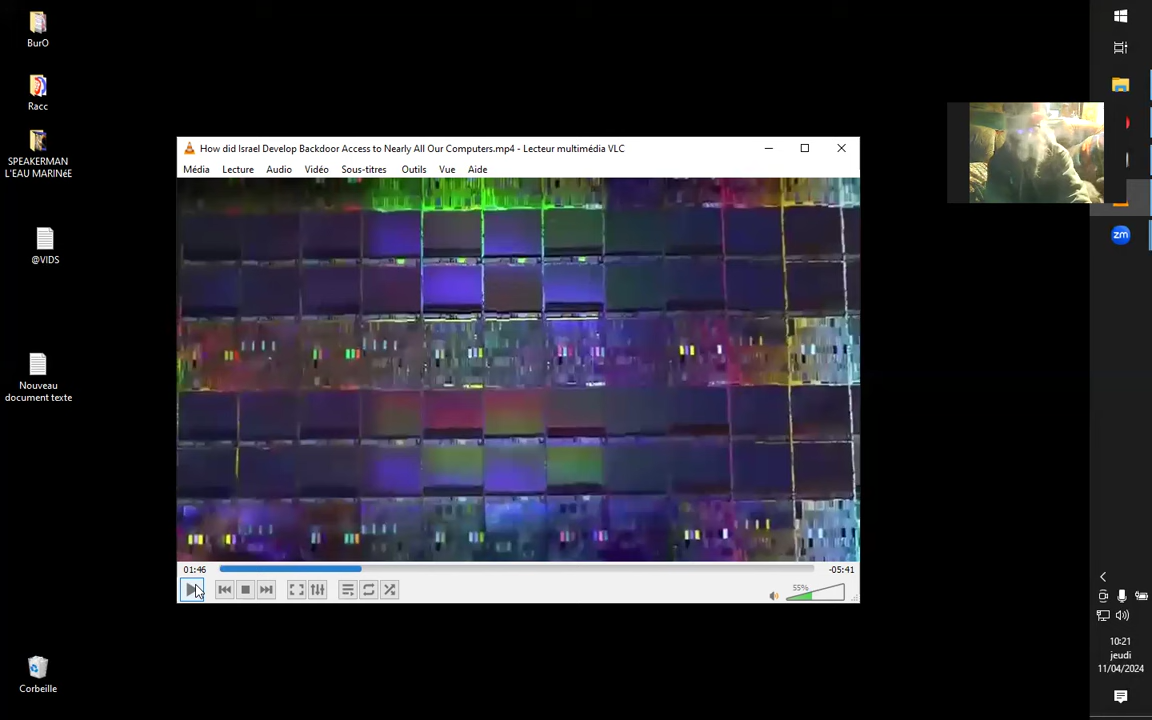 BurO
Racc
SPEAKERMAN
L'EAU MARINéE
@VIDS
Nouveau
document texte
Corbeille
How did Israel Develop Backdoor Access to Nearly All Our Computers.mp4 - Lecteur multimédia VLC
Média Lecture Audio Vidéo Sous-titres Outils Vue Aide
01:46 -05:41
55%
zm
10:21
jeudi
11/04/2024